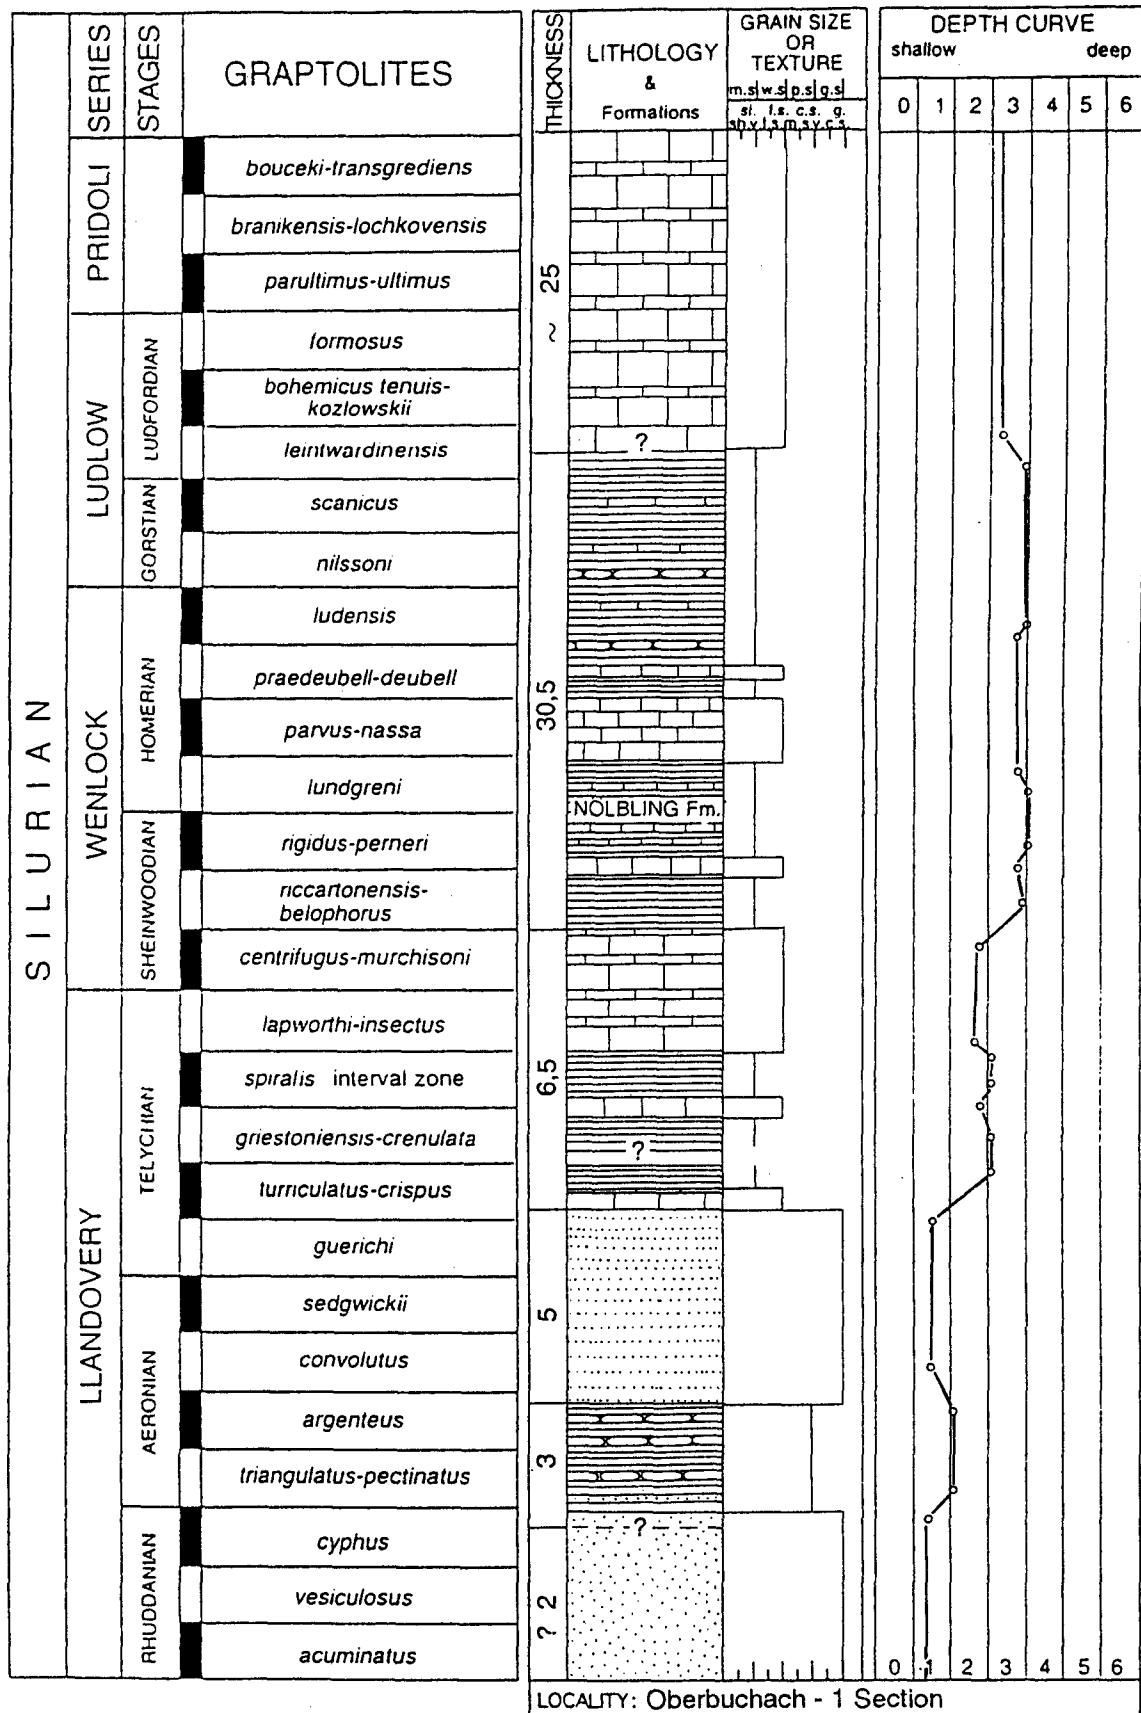 SERIES
STAGES
GRAPTOLITES
THICKNESS
LITHOLOGY
&
Formations
GRAIN SIZE
OR
TEXTURE
m.s w.s p.s g.s
si. f.s. c.s. g.
sh.v.f.s.m.s.v.c.s.
DEPTH CURVE
shallow deep
0 1 2 3 4 5 6
SILURIAN
PRIDOLI
bouceki-transgrediens
branikensis-lochkovensis
parultimus-ultimus
LUDLOW
LUDFORDIAN
formosus
bohemicus tenuis-
kozlowskii
leintwardinensis
GORSTIAN
scanicus
nilssoni
WENLOCK
HOMERIAN
ludensis
praedeubell-deubell
parvus-nassa
lundgreni
SHEINWOODIAN
rigidus-perneri
riccartonensis-
belophorus
centrifugus-murchisoni
LLANDOVERY
TELYCHIAN
lapworthi-insectus
spiralis interval zone
griestoniensis-crenulata
turriculatus-crispus
guerichi
AERONIAN
sedgwickii
convolutus
argenteus
triangulatus-pectinatus
RHUDDANIAN
cyphus
vesiculosus
acuminatus
~ 25
30,5
6,5
5
3
? 2
?
NÖLBLING Fm.
?
?
0 1 2 3 4 5 6
LOCALITY: Oberbuchach - 1 Section